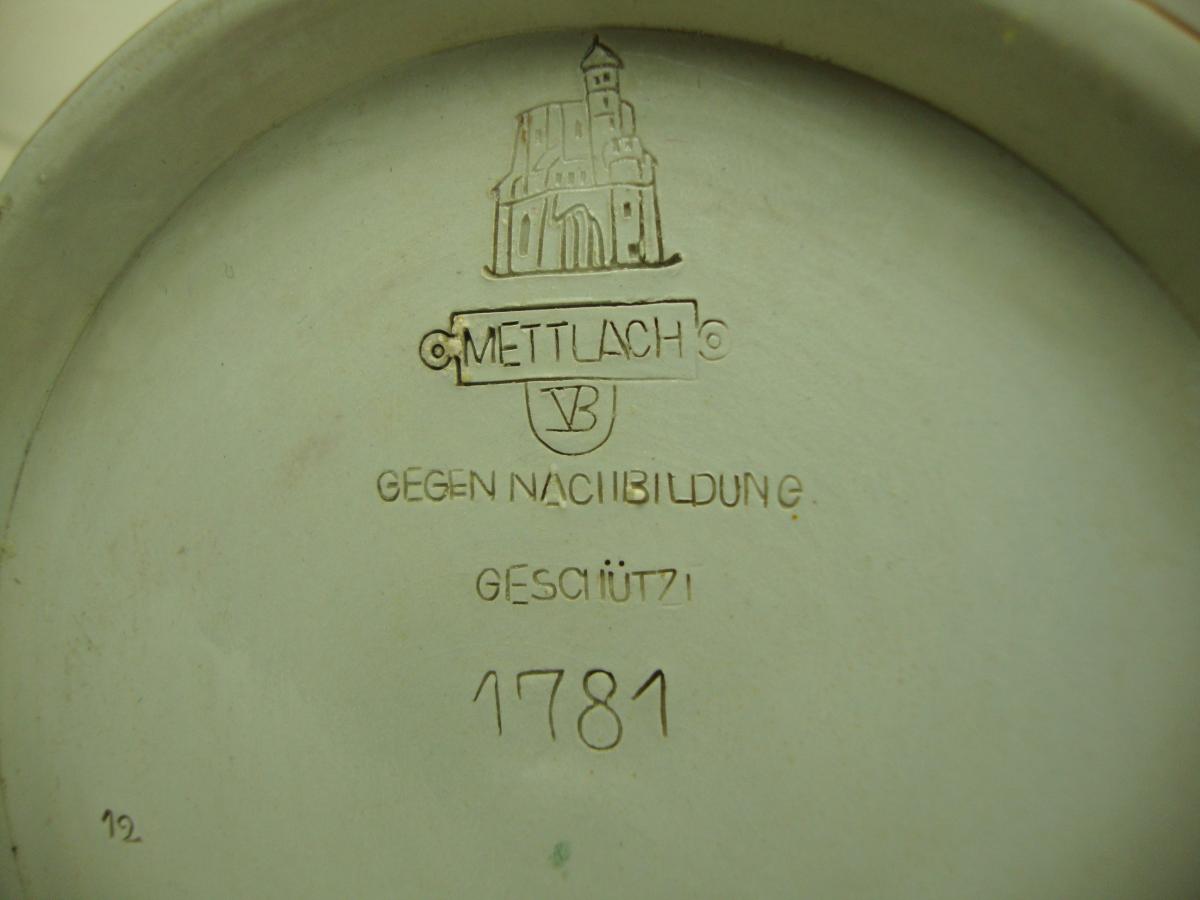 METTLACH
VB
GEGEN NACHBILDUNG
GESCHÜTZT
1781
12